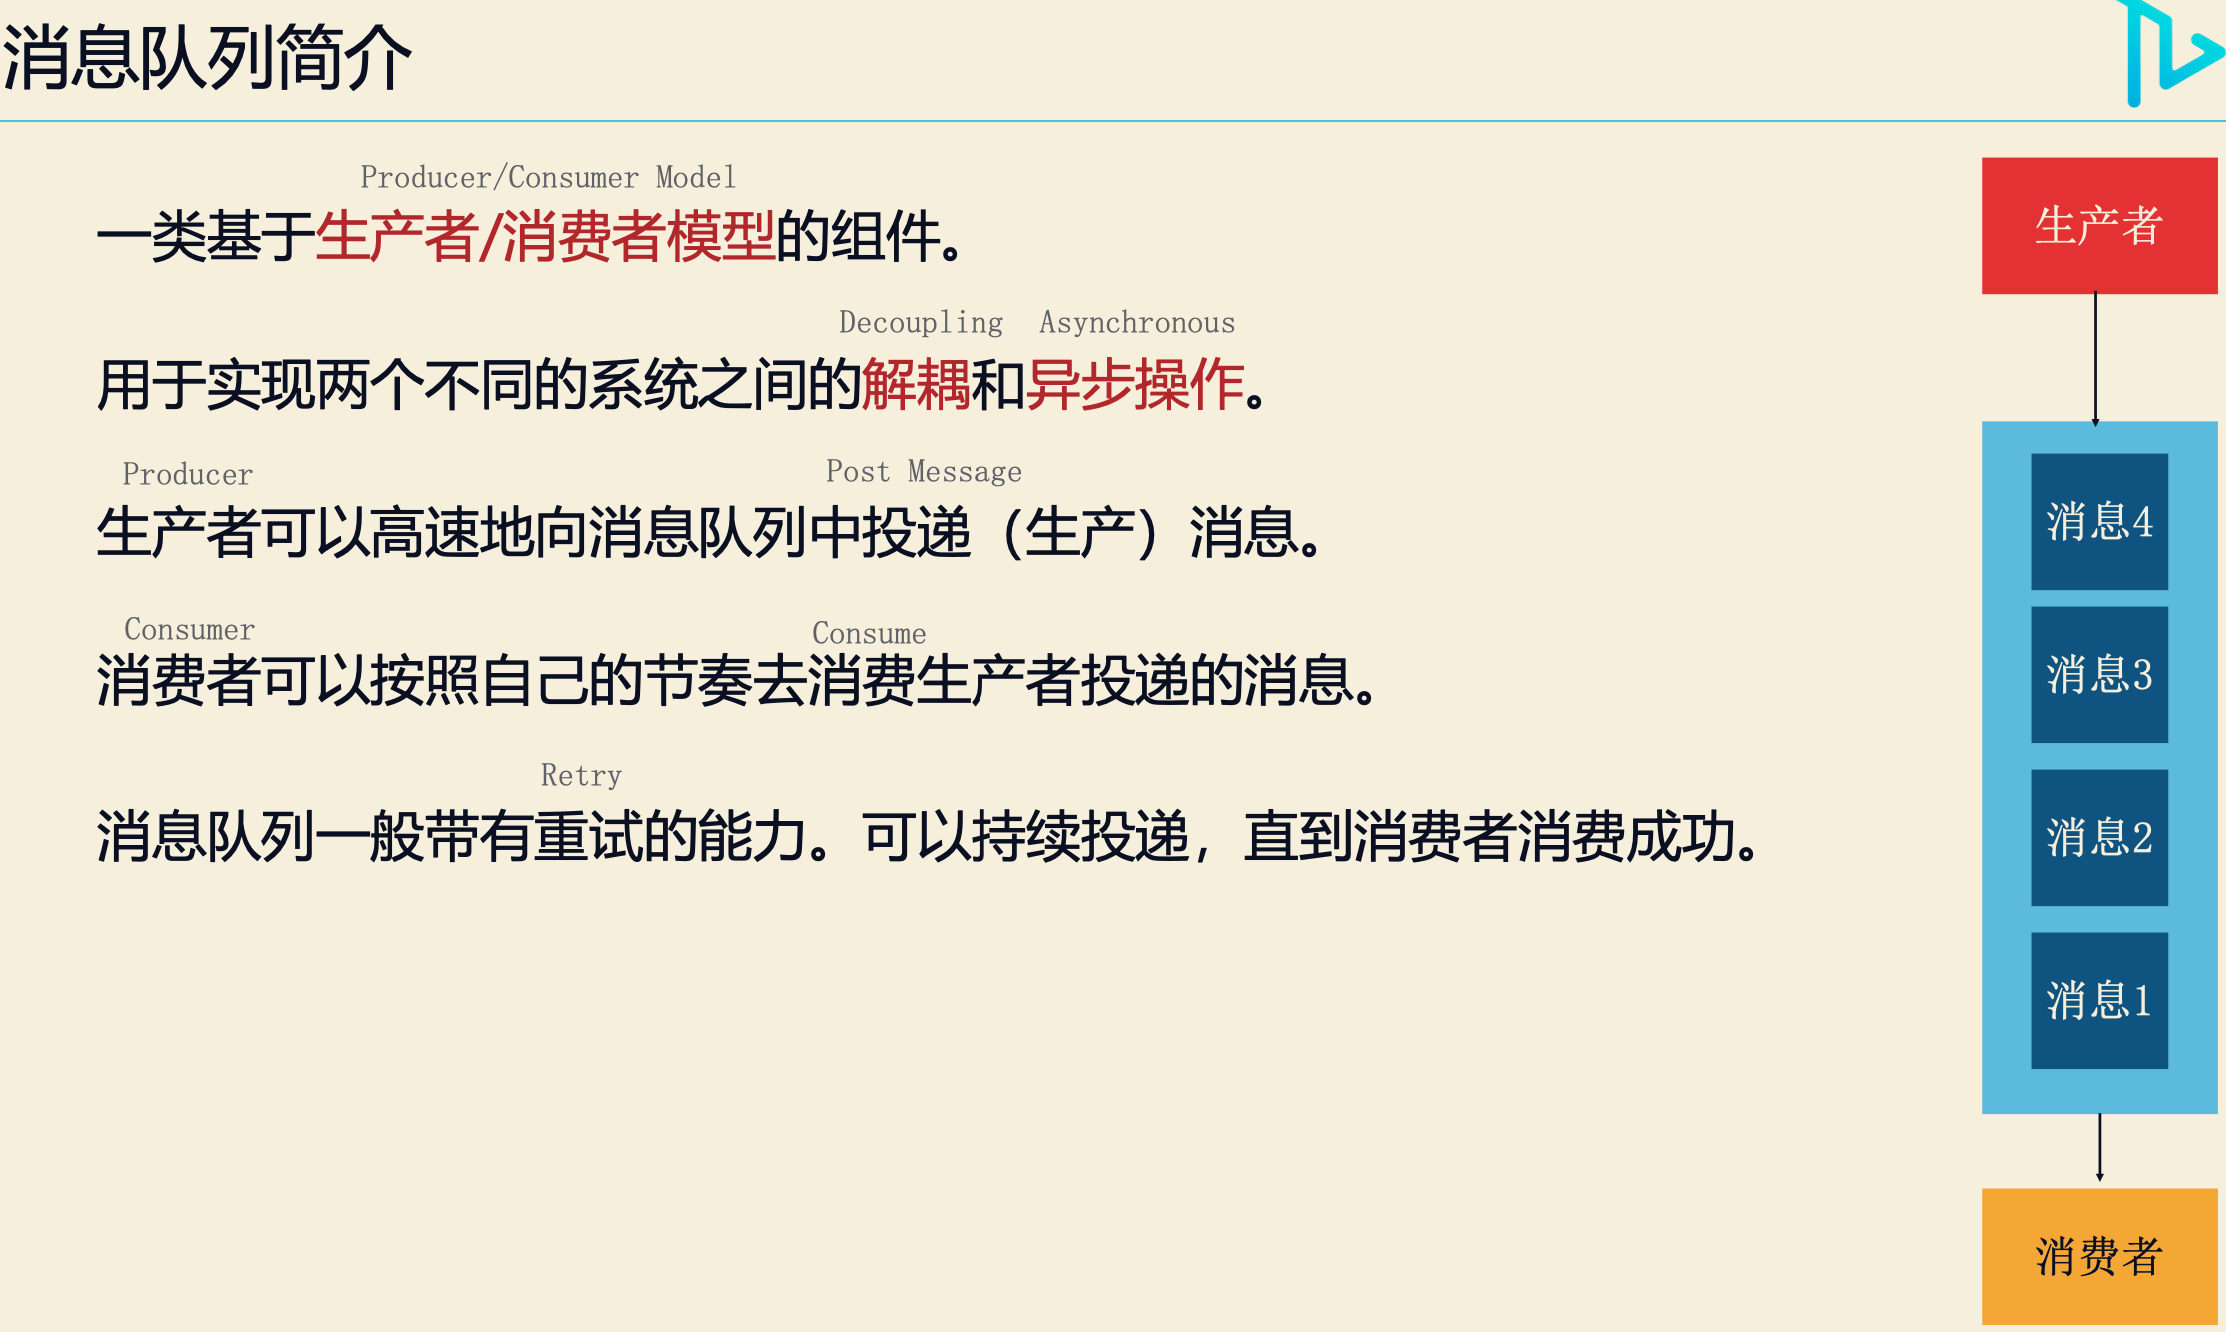 消息队列简介
Producer/Consumer Model
一类基于生产者/消费者模型的组件。
Decoupling Asynchronous
用于实现两个不同的系统之间的解耦和异步操作。
Producer Post Message
生产者可以高速地向消息队列中投递（生产）消息。
Consumer Consume
消费者可以按照自己的节奏去消费生产者投递的消息。
Retry
消息队列一般带有重试的能力。可以持续投递，直到消费者消费成功。
生产者
消息4
消息3
消息2
消息1
消费者